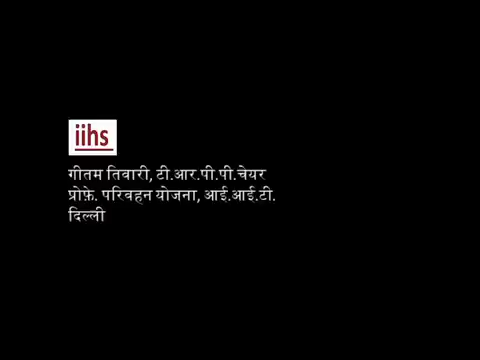 iihs
गीतम तिवारी, टी.आर.पी.पी.चेयर
प्रोफ़े. परिवहन योजना, आई.आई.टी.
दिल्ली